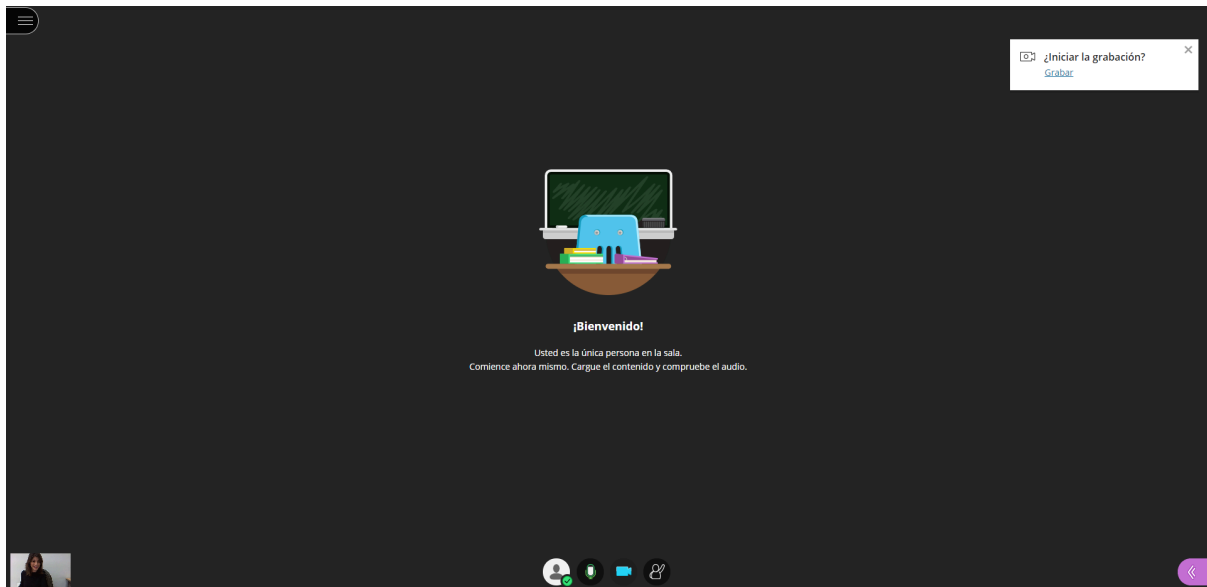 ¿Iniciar la grabación?
Grabar
¡Bienvenido!
Usted es la única persona en la sala.
Comience ahora mismo. Cargue el contenido y compruebe el audio.